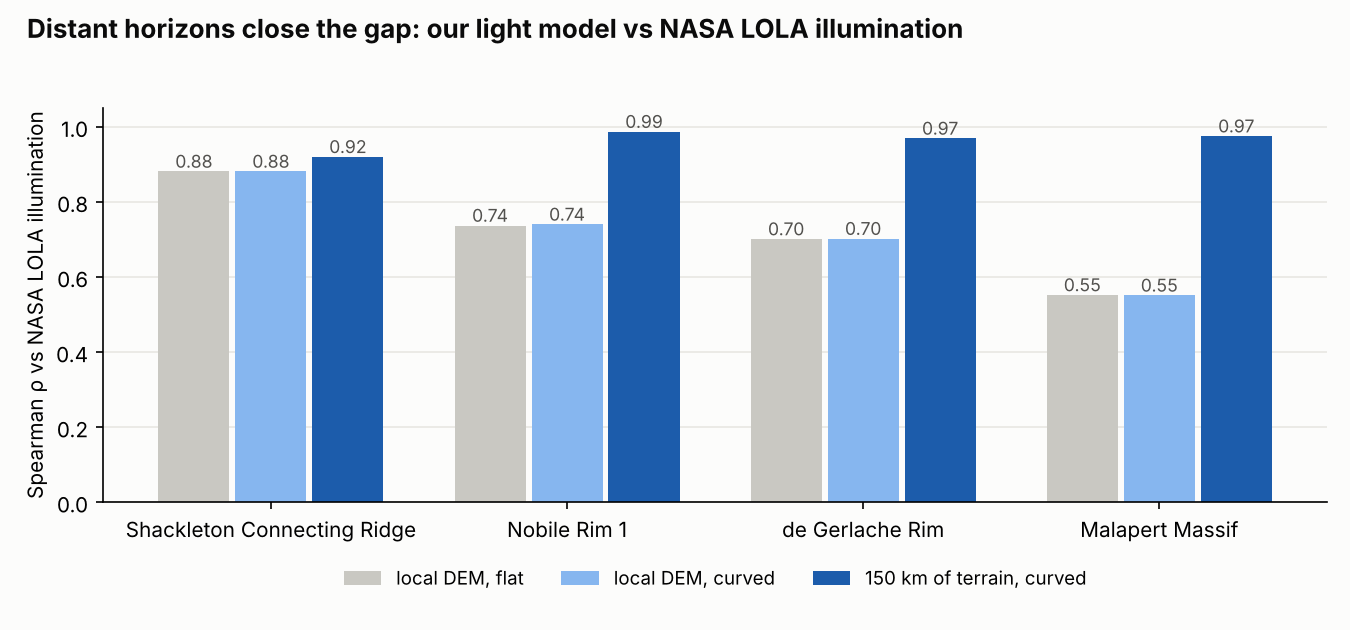 Distant horizons close the gap: our light model vs NASA LOLA illumination
Spearman ρ vs NASA LOLA illumination
1.0
0.8
0.6
0.4
0.2
0.0
0.88
0.88
0.92
0.74
0.74
0.99
0.70
0.70
0.97
0.55
0.55
0.97
Shackleton Connecting Ridge
Nobile Rim 1
de Gerlache Rim
Malapert Massif
local DEM, flat
local DEM, curved
150 km of terrain, curved